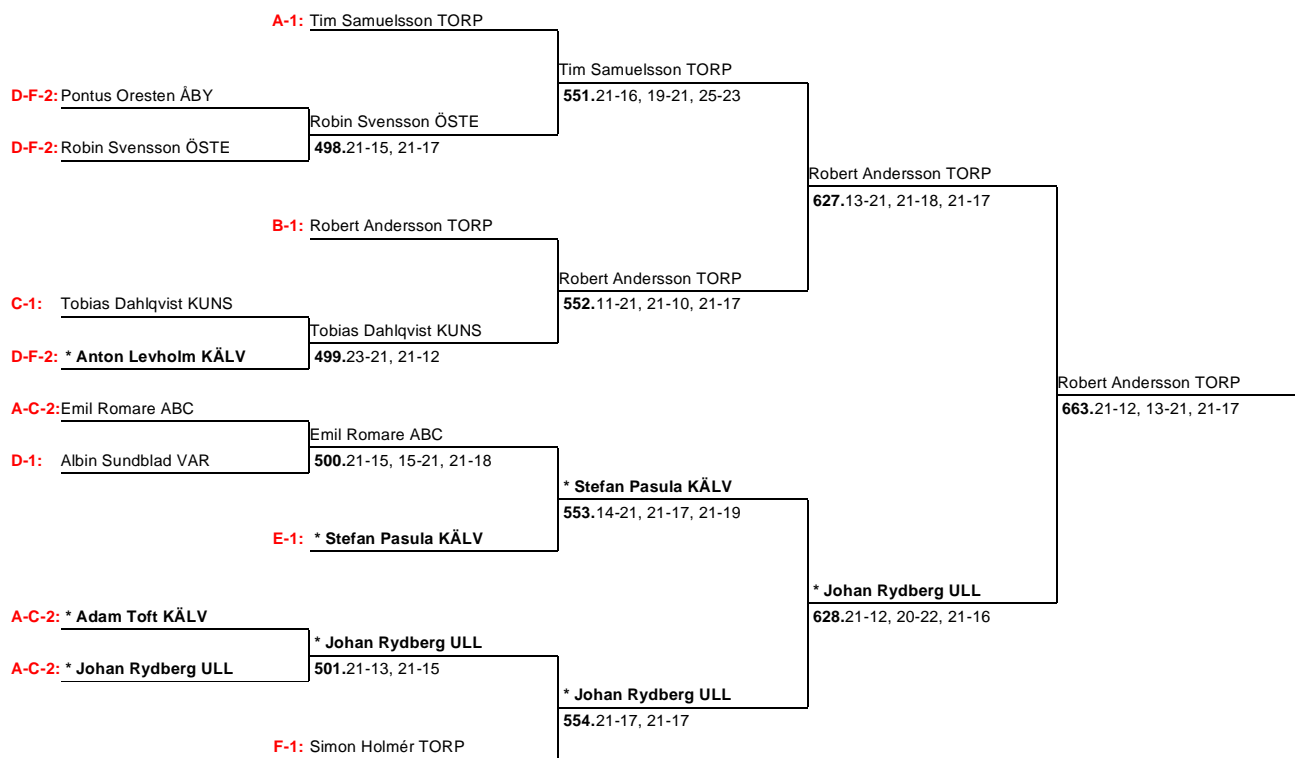 A-1: Tim Samuelsson TORP
Tim Samuelsson TORP
D-F-2: Pontus Oresten ÅBY
551.21-16, 19-21, 25-23
Robin Svensson ÖSTE
D-F-2: Robin Svensson ÖSTE
498.21-15, 21-17
Robert Andersson TORP
627.13-21, 21-18, 21-17
B-1: Robert Andersson TORP
Robert Andersson TORP
C-1: Tobias Dahlqvist KUNS
552.11-21, 21-10, 21-17
Tobias Dahlqvist KUNS
D-F-2: * Anton Levholm KÄLV
499.23-21, 21-12
Robert Andersson TORP
A-C-2: Emil Romare ABC
663.21-12, 13-21, 21-17
Emil Romare ABC
D-1: Albin Sundblad VAR
500.21-15, 15-21, 21-18
* Stefan Pasula KÄLV
553.14-21, 21-17, 21-19
E-1: * Stefan Pasula KÄLV
* Johan Rydberg ULL
A-C-2: * Adam Toft KÄLV
628.21-12, 20-22, 21-16
* Johan Rydberg ULL
A-C-2: * Johan Rydberg ULL
501.21-13, 21-15
* Johan Rydberg ULL
554.21-17, 21-17
F-1: Simon Holmér TORP